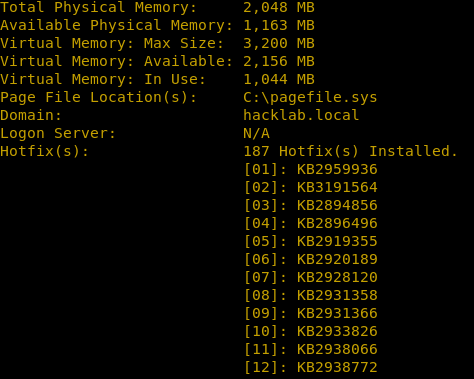 Total Physical Memory:     2,048 MB
Available Physical Memory: 1,163 MB
Virtual Memory: Max Size:  3,200 MB
Virtual Memory: Available: 2,156 MB
Virtual Memory: In Use:    1,044 MB
Page File Location(s):     C:\pagefile.sys
Domain:                    hacklab.local
Logon Server:              N/A
Hotfix(s):                 187 Hotfix(s) Installed.
                           [01]: KB2959936
                           [02]: KB3191564
                           [03]: KB2894856
                           [04]: KB2896496
                           [05]: KB2919355
                           [06]: KB2920189
                           [07]: KB2928120
                           [08]: KB2931358
                           [09]: KB2931366
                           [10]: KB2933826
                           [11]: KB2938066
                           [12]: KB2938772